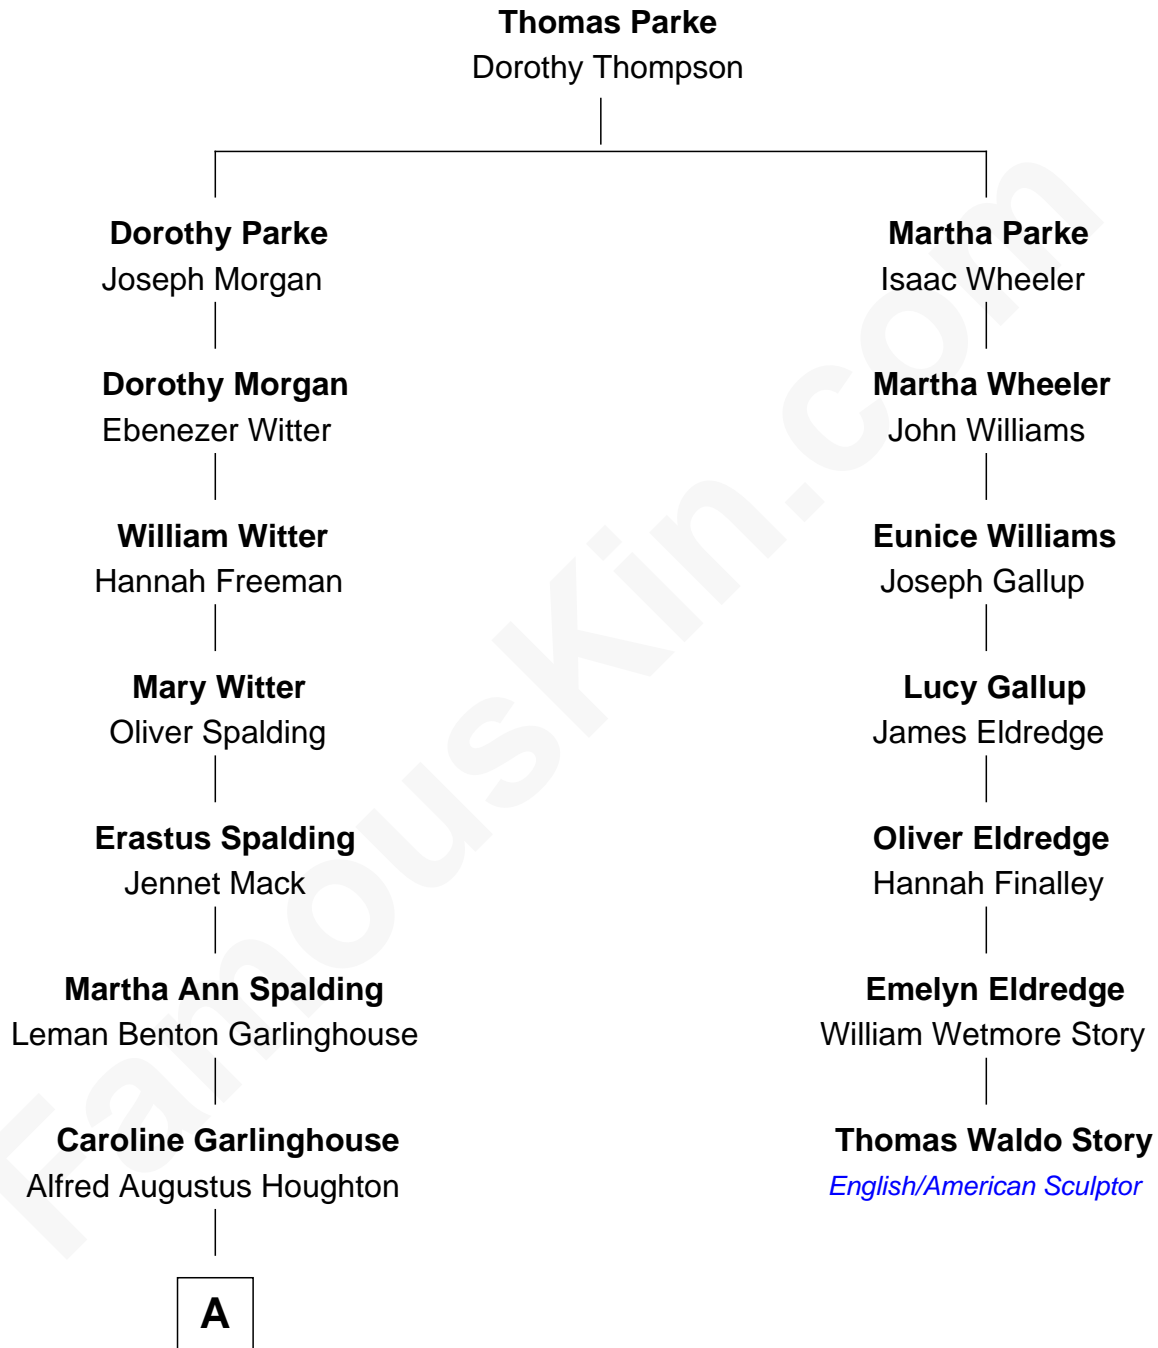 Thomas Parke
Dorothy Thompson
Dorothy Parke
Joseph Morgan
Martha Parke
Isaac Wheeler
Dorothy Morgan
Ebenezer Witter
Martha Wheeler
John Williams
William Witter
Hannah Freeman
Eunice Williams
Joseph Gallup
Mary Witter
Oliver Spalding
Lucy Gallup
James Eldredge
Erastus Spalding
Jennet Mack
Oliver Eldredge
Hannah Finalley
Martha Ann Spalding
Leman Benton Garlinghouse
Emelyn Eldredge
William Wetmore Story
Caroline Garlinghouse
Alfred Augustus Houghton
Thomas Waldo Story
English/American Sculptor
A
FamousKin.com